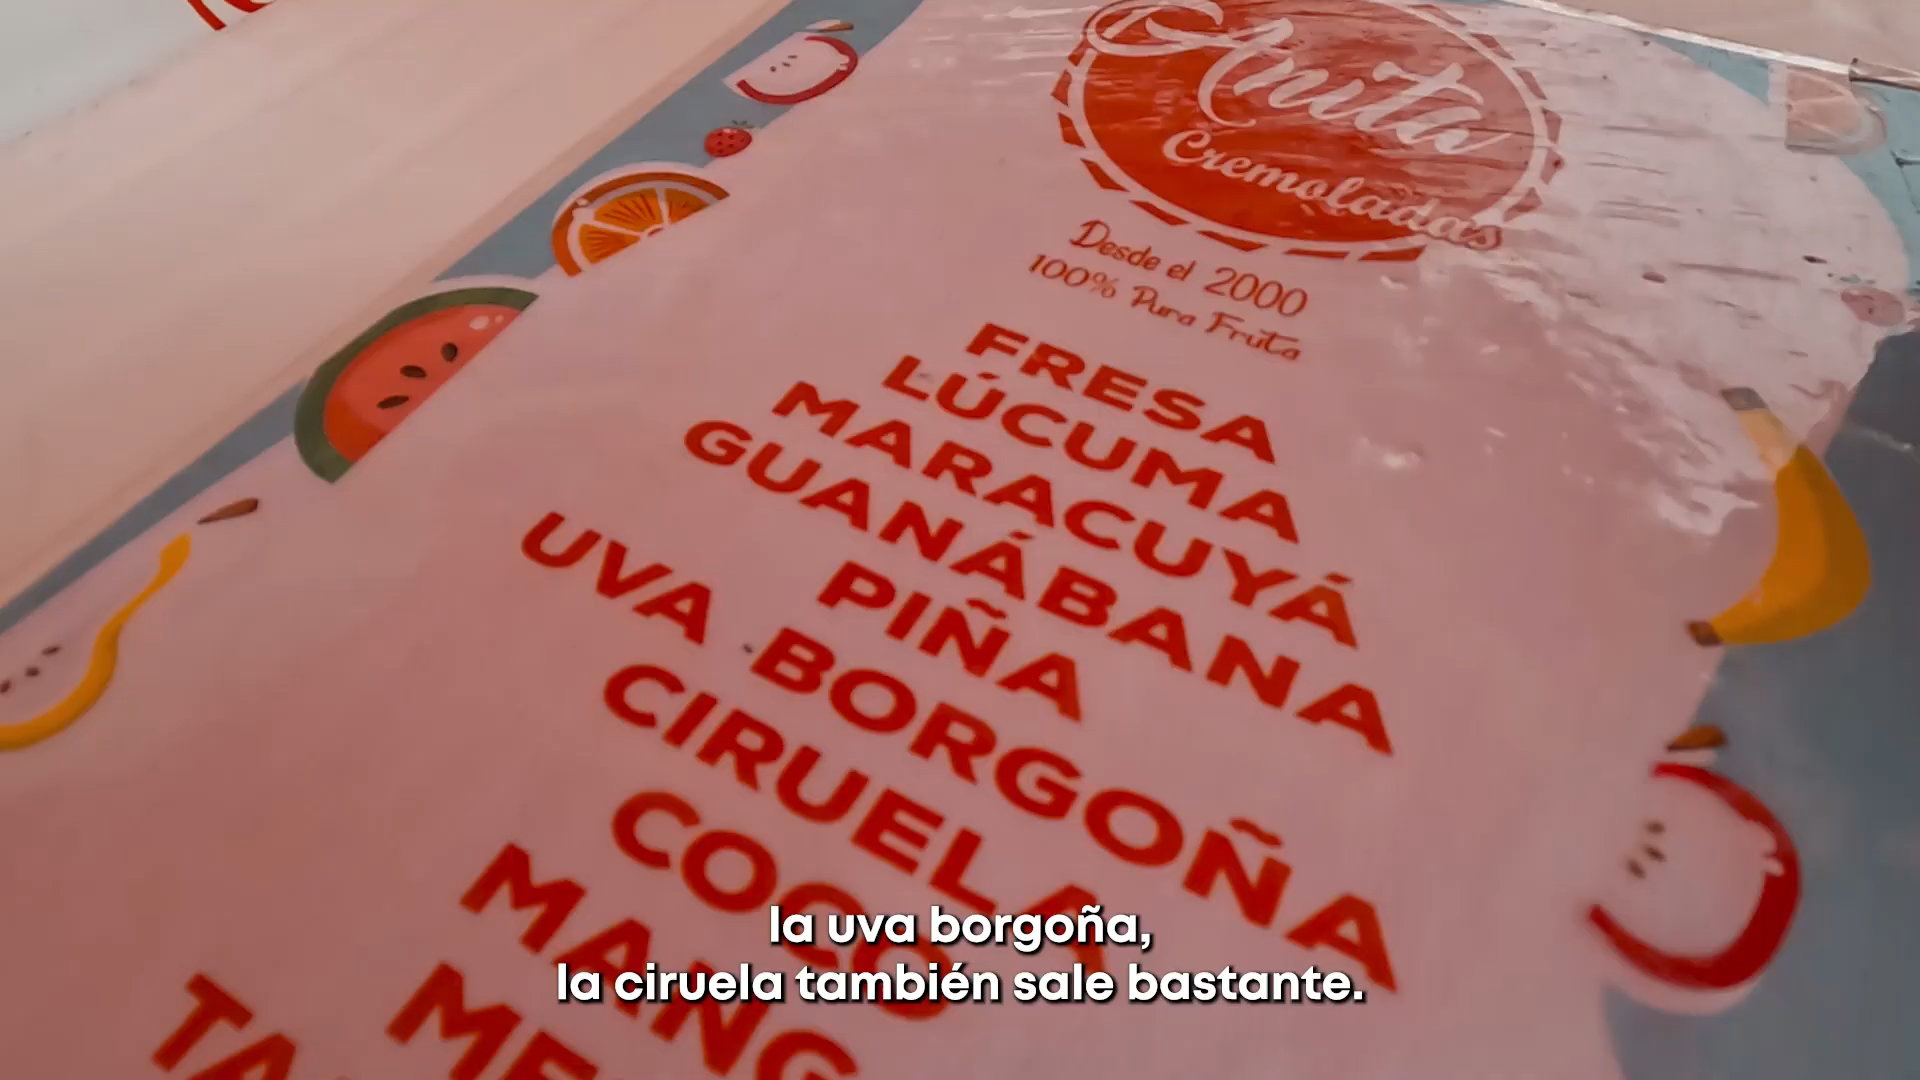 Anita
Cremoladas
Desde el 2000
100% Pura Fruta
FRESA
LÚCUMA
MARACUYÁ
GUANÁBANA
PIÑA
UVA BORGOÑA
CIRUELA
COCO
la uva borgoña,
la ciruela también sale bastante.